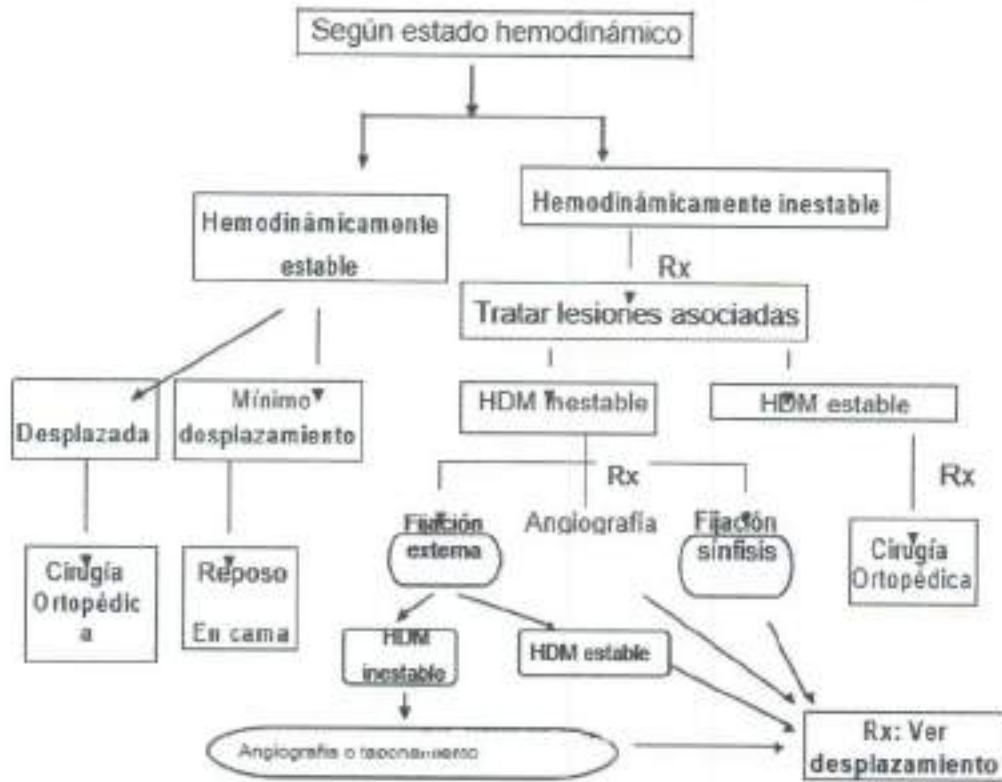 Según estado hemodinámico
Hemodinámicamente
estable
Hemodinámicamente inestable
Rx
Tratar lesiones asociadas
Desplazada
Mínimo
desplazamiento
HDM Inestable
HDM estable
Rx
Rx
Cirugía
Ortopédic
a
Reposo
En cama
Fijación
externa
Angiografía
Fijación
sínfisis
Cirugía
Ortopédica
HDM
inestable
HDM estable
Angiografia o taponamiento
Rx: Ver
desplazamiento